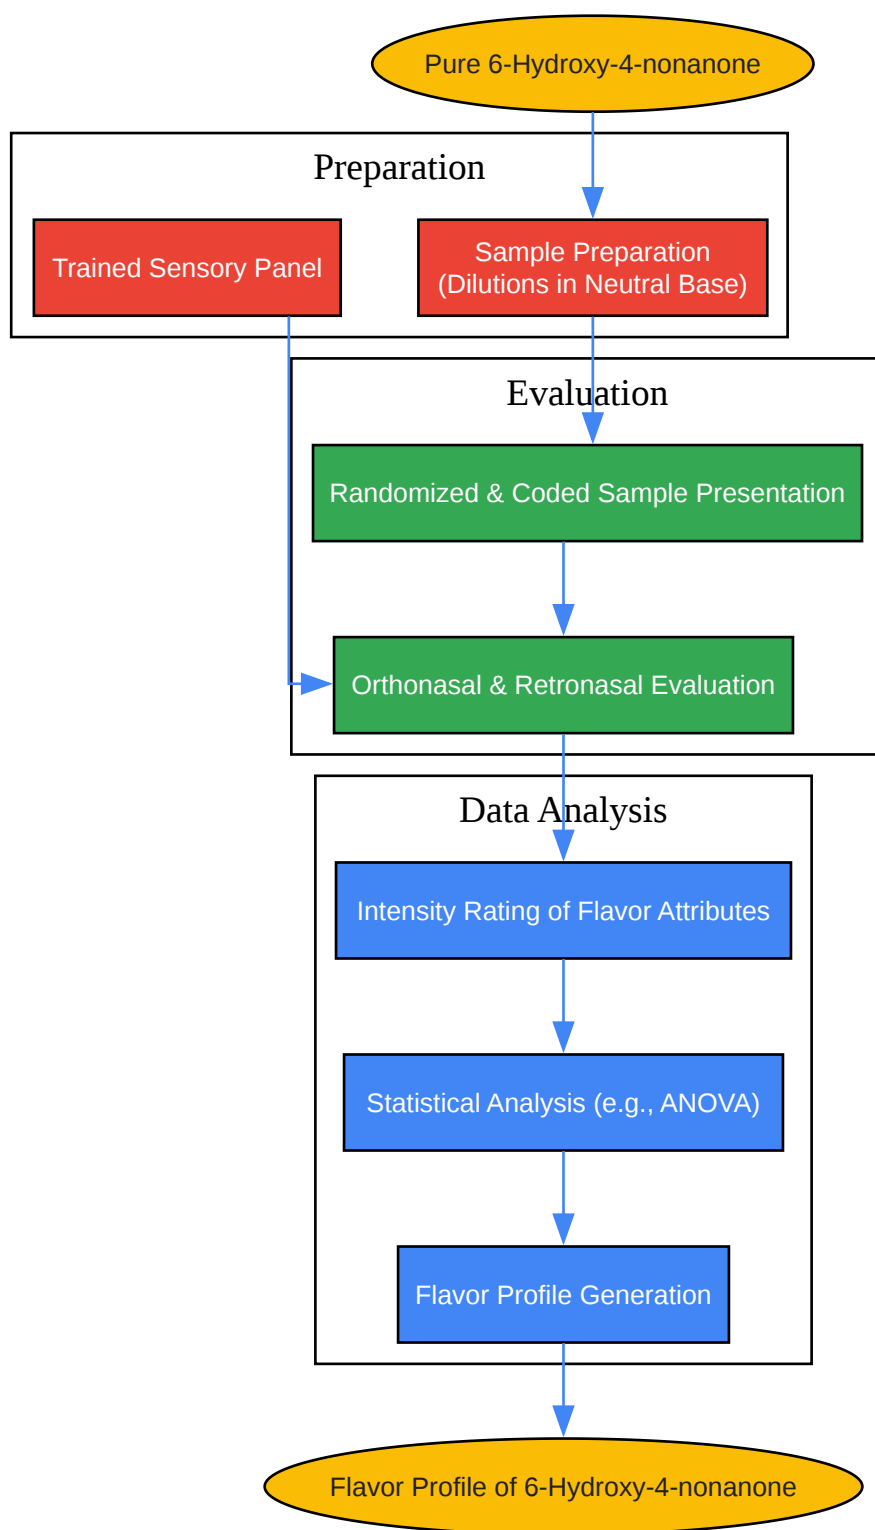 Pure 6-Hydroxy-4-nonanone
Preparation
Trained Sensory Panel
Sample Preparation
(Dilutions in Neutral Base)
Evaluation
Randomized & Coded Sample Presentation
Orthonasal & Retronasal Evaluation
Data Analysis
Intensity Rating of Flavor Attributes
Statistical Analysis (e.g., ANOVA)
Flavor Profile Generation
Flavor Profile of 6-Hydroxy-4-nonanone